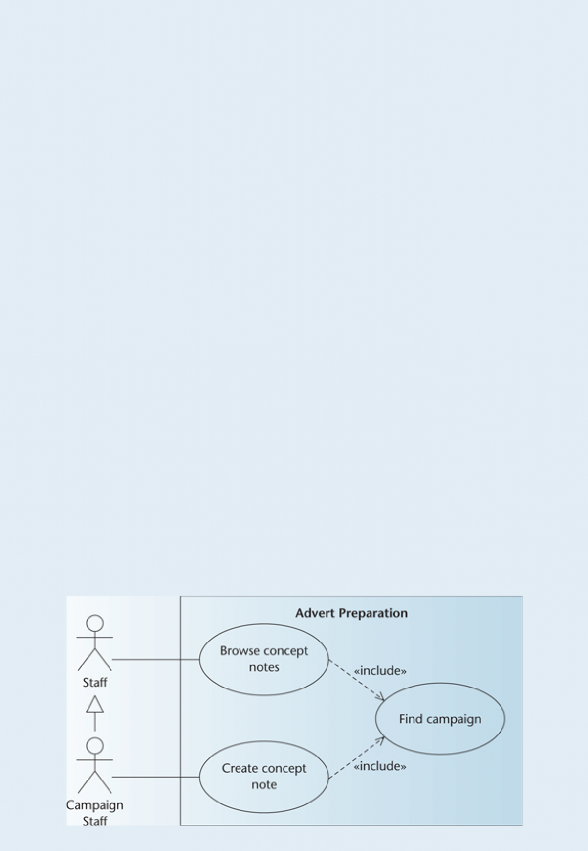 Advert Preparation
Browse concept
notes
«include»
Staff
Find campaign
Create concept
note
«include»
Campaign
Staff